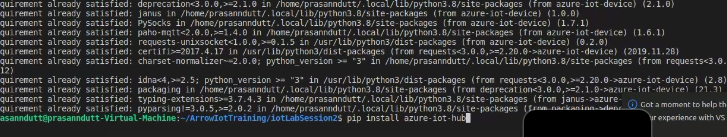 quirement already satisfied: deprecation<3.0.0,>=2.1.0 in /home/prasanndutt/.local/lib/python3.8/site-packages (from azure-iot-device) (2.1.0)
quirement already satisfied: janus in /home/prasanndutt/.local/lib/python3.8/site-packages (from azure-iot-device) (1.0.0)
quirement already satisfied: PySocks in /home/prasanndutt/.local/lib/python3.8/site-packages (from azure-iot-device) (1.7.1)
quirement already satisfied: paho-mqtt<2.0.0,>=1.4.0 in /home/prasanndutt/.local/lib/python3.8/site-packages (from azure-iot-device) (1.6.1)
quirement already satisfied: requests-unixsocket<1.0.0,>=0.1.5 in /usr/lib/python3/dist-packages (from azure-iot-device) (0.2.0)
quirement already satisfied: certifi>=2017.4.17 in /usr/lib/python3/dist-packages (from requests<3.0.0,>=2.20.0->azure-iot-device) (2019.11.28)
quirement already satisfied: charset-normalizer~=2.0.0; python_version >= "3" in /home/prasanndutt/.local/lib/python3.8/site-packages (from requests<3.0.
12)
quirement already satisfied: idna<4,>=2.5; python_version >= "3" in /usr/lib/python3/dist-packages (from requests<3.0.0,>=2.20.0->azure-iot-device) (2.8)
quirement already satisfied: packaging in /home/prasanndutt/.local/lib/python3.8/site-packages (from deprecation<3.0.0,>=2.1.0->azure-iot-device) (21.3)
quirement already satisfied: typing-extensions>=3.7.4.3 in /home/prasanndutt/.local/lib/python3.8/site-packages (from janus->azure-
quirement already satisfied: pyparsing!=3.0.5,>=2.0.2 in /home/prasanndutt/.local/lib/python3.8/site-packages (from packaging->depr
asanndutt@prasanndutt-Virtual-Machine:~/ArrowIotTraining/iotLabSession2$ pip install azure-iot-hub
Got a moment to help th
our experience wit